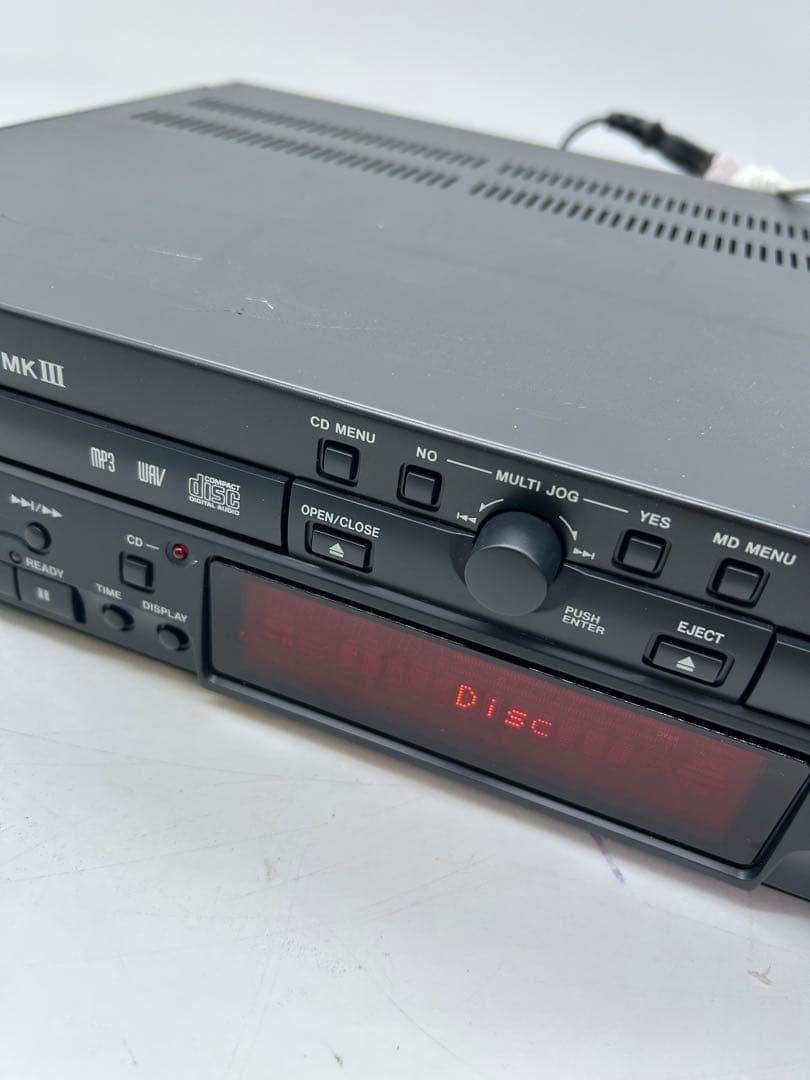 MKIII
MP3 WAV COMPACT
disc
DIGITAL AUDIO
CD MENU
NO
MULTI JOG
YES
MD MENU
OPEN/CLOSE
PUSH
ENTER
EJECT
READY
CD
TIME
DISPLAY
Disc